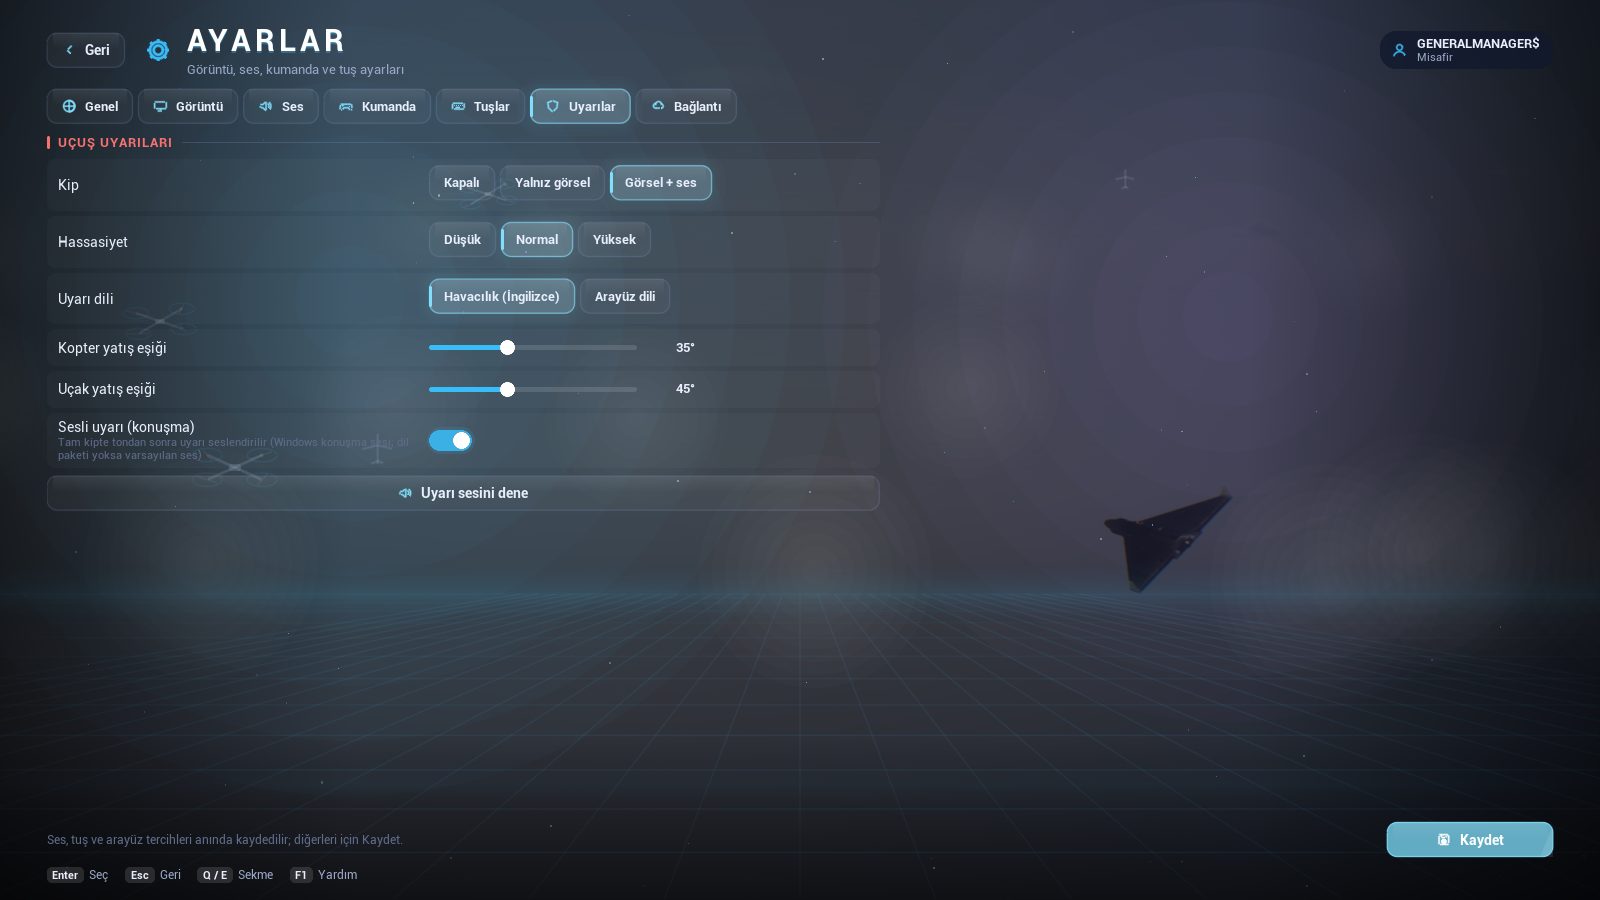 Geri
AYARLAR
Görüntü, ses, kumanda ve tuş ayarları
GENERALMANAGER$
Misafir
Genel
Görüntü
Ses
Kumanda
Tuşlar
Uyarılar
Bağlantı
UÇUŞ UYARILARI
Kip
Kapalı
Yalnız görsel
Görsel + ses
Hassasiyet
Düşük
Normal
Yüksek
Uyarı dili
Havacılık (İngilizce)
Arayüz dili
Kopter yatış eşiği
35°
Uçak yatış eşiği
45°
Sesli uyarı (konuşma)
Tam kipte tondan sonra uyarı seslendirilir (Windows konuşma sesi; dil
paketi yoksa varsayılan ses)
Uyarı sesini dene
Ses, tuş ve arayüz tercihleri anında kaydedilir; diğerleri için Kaydet.
Kaydet
Enter Seç
Esc Geri
Q / E Sekme
F1 Yardım